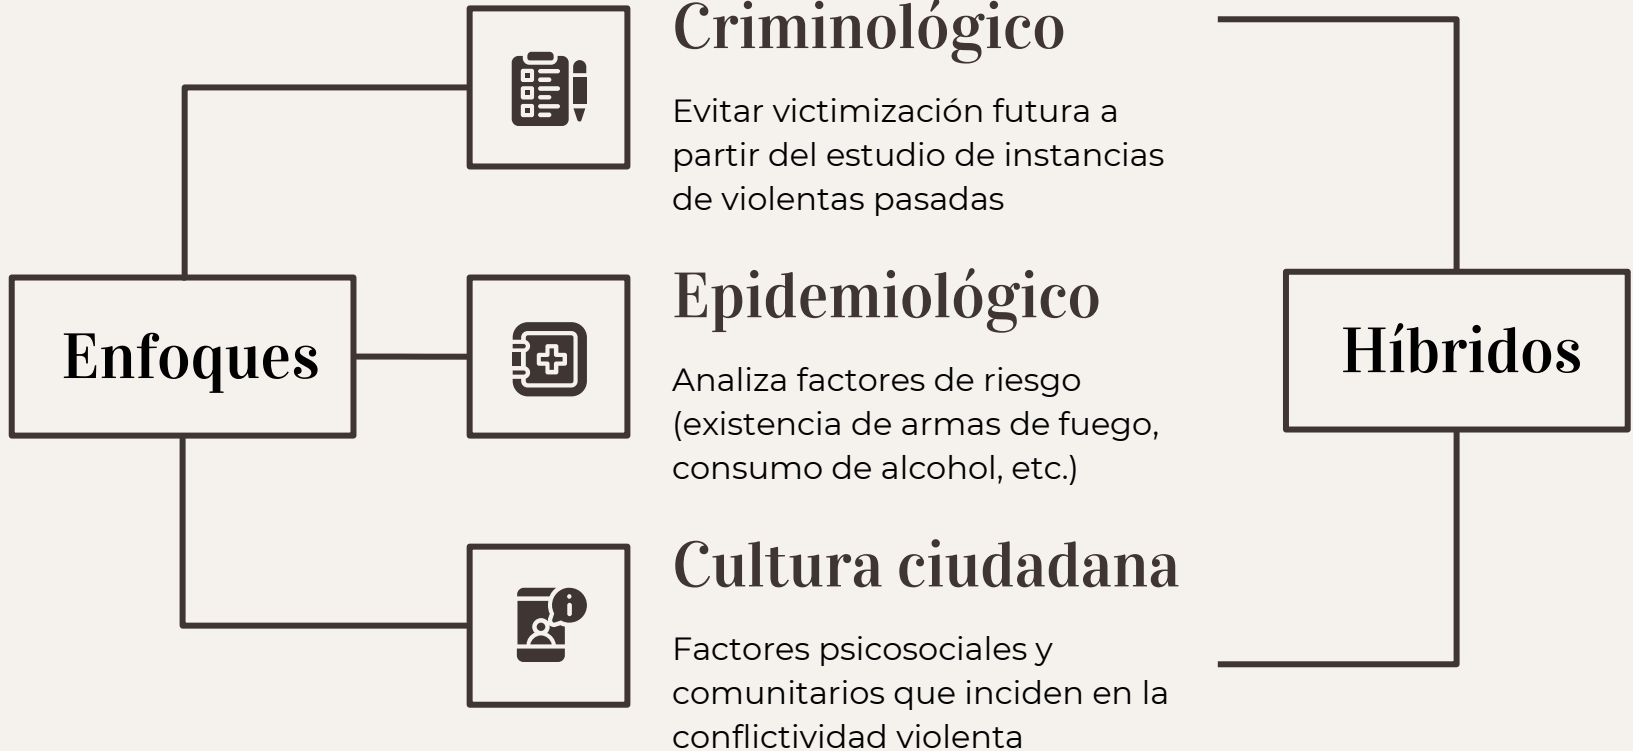 Criminológico
Evitar victimización futura a
partir del estudio de instancias
de violentas pasadas
Enfoques
Epidemiológico
Analiza factores de riesgo
(existencia de armas de fuego,
consumo de alcohol, etc.)
Híbridos
Cultura ciudadana
Factores psicosociales y
comunitarios que inciden en la
conflictividad violenta